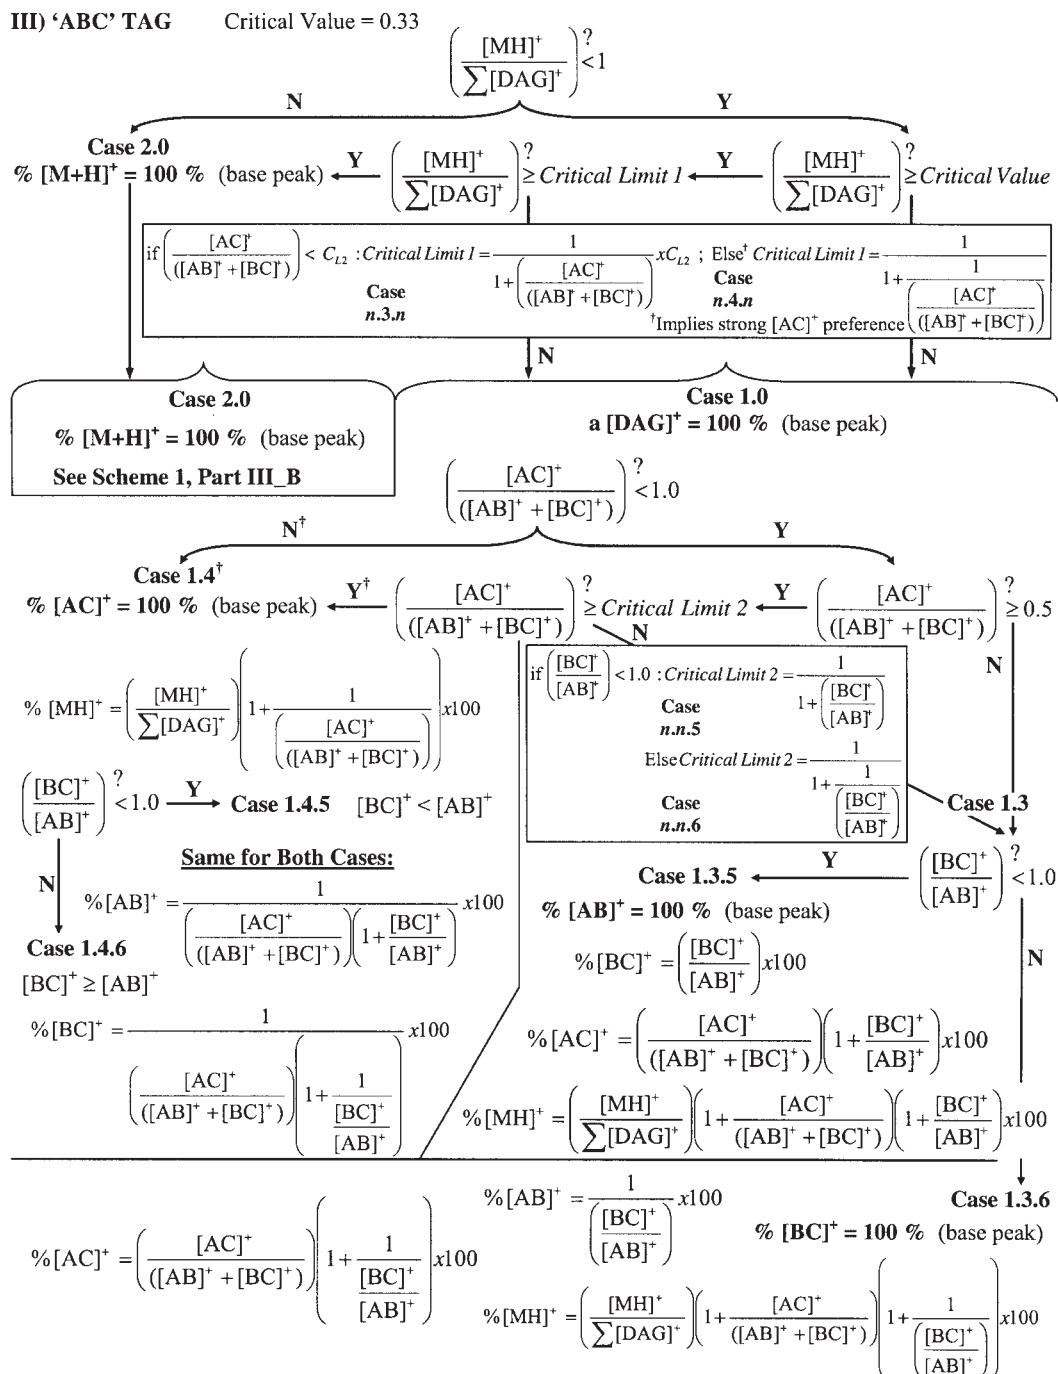 III) ‘ABC’ TAG Critical Value = 0.33
([MH]⁺ / ∑[DAG]⁺) <? 1
N Y
Case 2.0
% [M+H]⁺ = 100 % (base peak)
Y
([MH]⁺ / ∑[DAG]⁺) ≥? Critical Limit 1
Y
([MH]⁺ / ∑[DAG]⁺) ≥? Critical Value
if ([AC]⁺ / ([AB]⁺ + [BC]⁺)) < C_L2 : Critical Limit 1 = 1 / (1 + ([AC]⁺ / ([AB]⁺ + [BC]⁺))) x C_L2 ; Else† Critical Limit 1 = 1 / (1 + 1 / ([AC]⁺ / ([AB]⁺ + [BC]⁺)))
Case Case
n.3.n n.4.n
†Implies strong [AC]⁺ preference
N N
Case 2.0
% [M+H]⁺ = 100 % (base peak)
See Scheme 1, Part III_B
Case 1.0
a [DAG]⁺ = 100 % (base peak)
([AC]⁺ / ([AB]⁺ + [BC]⁺)) <? 1.0
N† Y
Case 1.4†
% [AC]⁺ = 100 % (base peak)
Y†
([AC]⁺ / ([AB]⁺ + [BC]⁺)) ≥? Critical Limit 2
Y
([AC]⁺ / ([AB]⁺ + [BC]⁺)) ≥? 0.5
N
N
if ([BC]⁺ / [AB]⁺) < 1.0 : Critical Limit 2 = 1 / (1 + ([BC]⁺ / [AB]⁺))
Case
n.n.5
Else Critical Limit 2 = 1 / (1 + 1 / ([BC]⁺ / [AB]⁺))
Case
n.n.6
% [MH]⁺ = ([MH]⁺ / ∑[DAG]⁺)(1 + 1 / ([AC]⁺ / ([AB]⁺ + [BC]⁺))) x100
([BC]⁺ / [AB]⁺) <? 1.0
Y
Case 1.4.5 [BC]⁺ < [AB]⁺
Same for Both Cases:
N
%[AB]⁺ = 1 / (([AC]⁺ / ([AB]⁺ + [BC]⁺))(1 + [BC]⁺ / [AB]⁺)) x100
Case 1.4.6
[BC]⁺ ≥ [AB]⁺
%[BC]⁺ = 1 / (([AC]⁺ / ([AB]⁺ + [BC]⁺))(1 + 1 / ([BC]⁺ / [AB]⁺))) x100
Case 1.3
([BC]⁺ / [AB]⁺) <? 1.0
Y
Case 1.3.5
% [AB]⁺ = 100 % (base peak)
%[BC]⁺ = ([BC]⁺ / [AB]⁺) x100
N
%[AC]⁺ = ([AC]⁺ / ([AB]⁺ + [BC]⁺))(1 + [BC]⁺ / [AB]⁺) x100
%[MH]⁺ = ([MH]⁺ / ∑[DAG]⁺)(1 + [AC]⁺ / ([AB]⁺ + [BC]⁺))(1 + [BC]⁺ / [AB]⁺) x100
%[AB]⁺ = 1 / ([BC]⁺ / [AB]⁺) x100
Case 1.3.6
% [BC]⁺ = 100 % (base peak)
%[AC]⁺ = ([AC]⁺ / ([AB]⁺ + [BC]⁺))(1 + 1 / ([BC]⁺ / [AB]⁺)) x100
%[MH]⁺ = ([MH]⁺ / ∑[DAG]⁺)(1 + [AC]⁺ / ([AB]⁺ + [BC]⁺))(1 + 1 / ([BC]⁺ / [AB]⁺)) x100